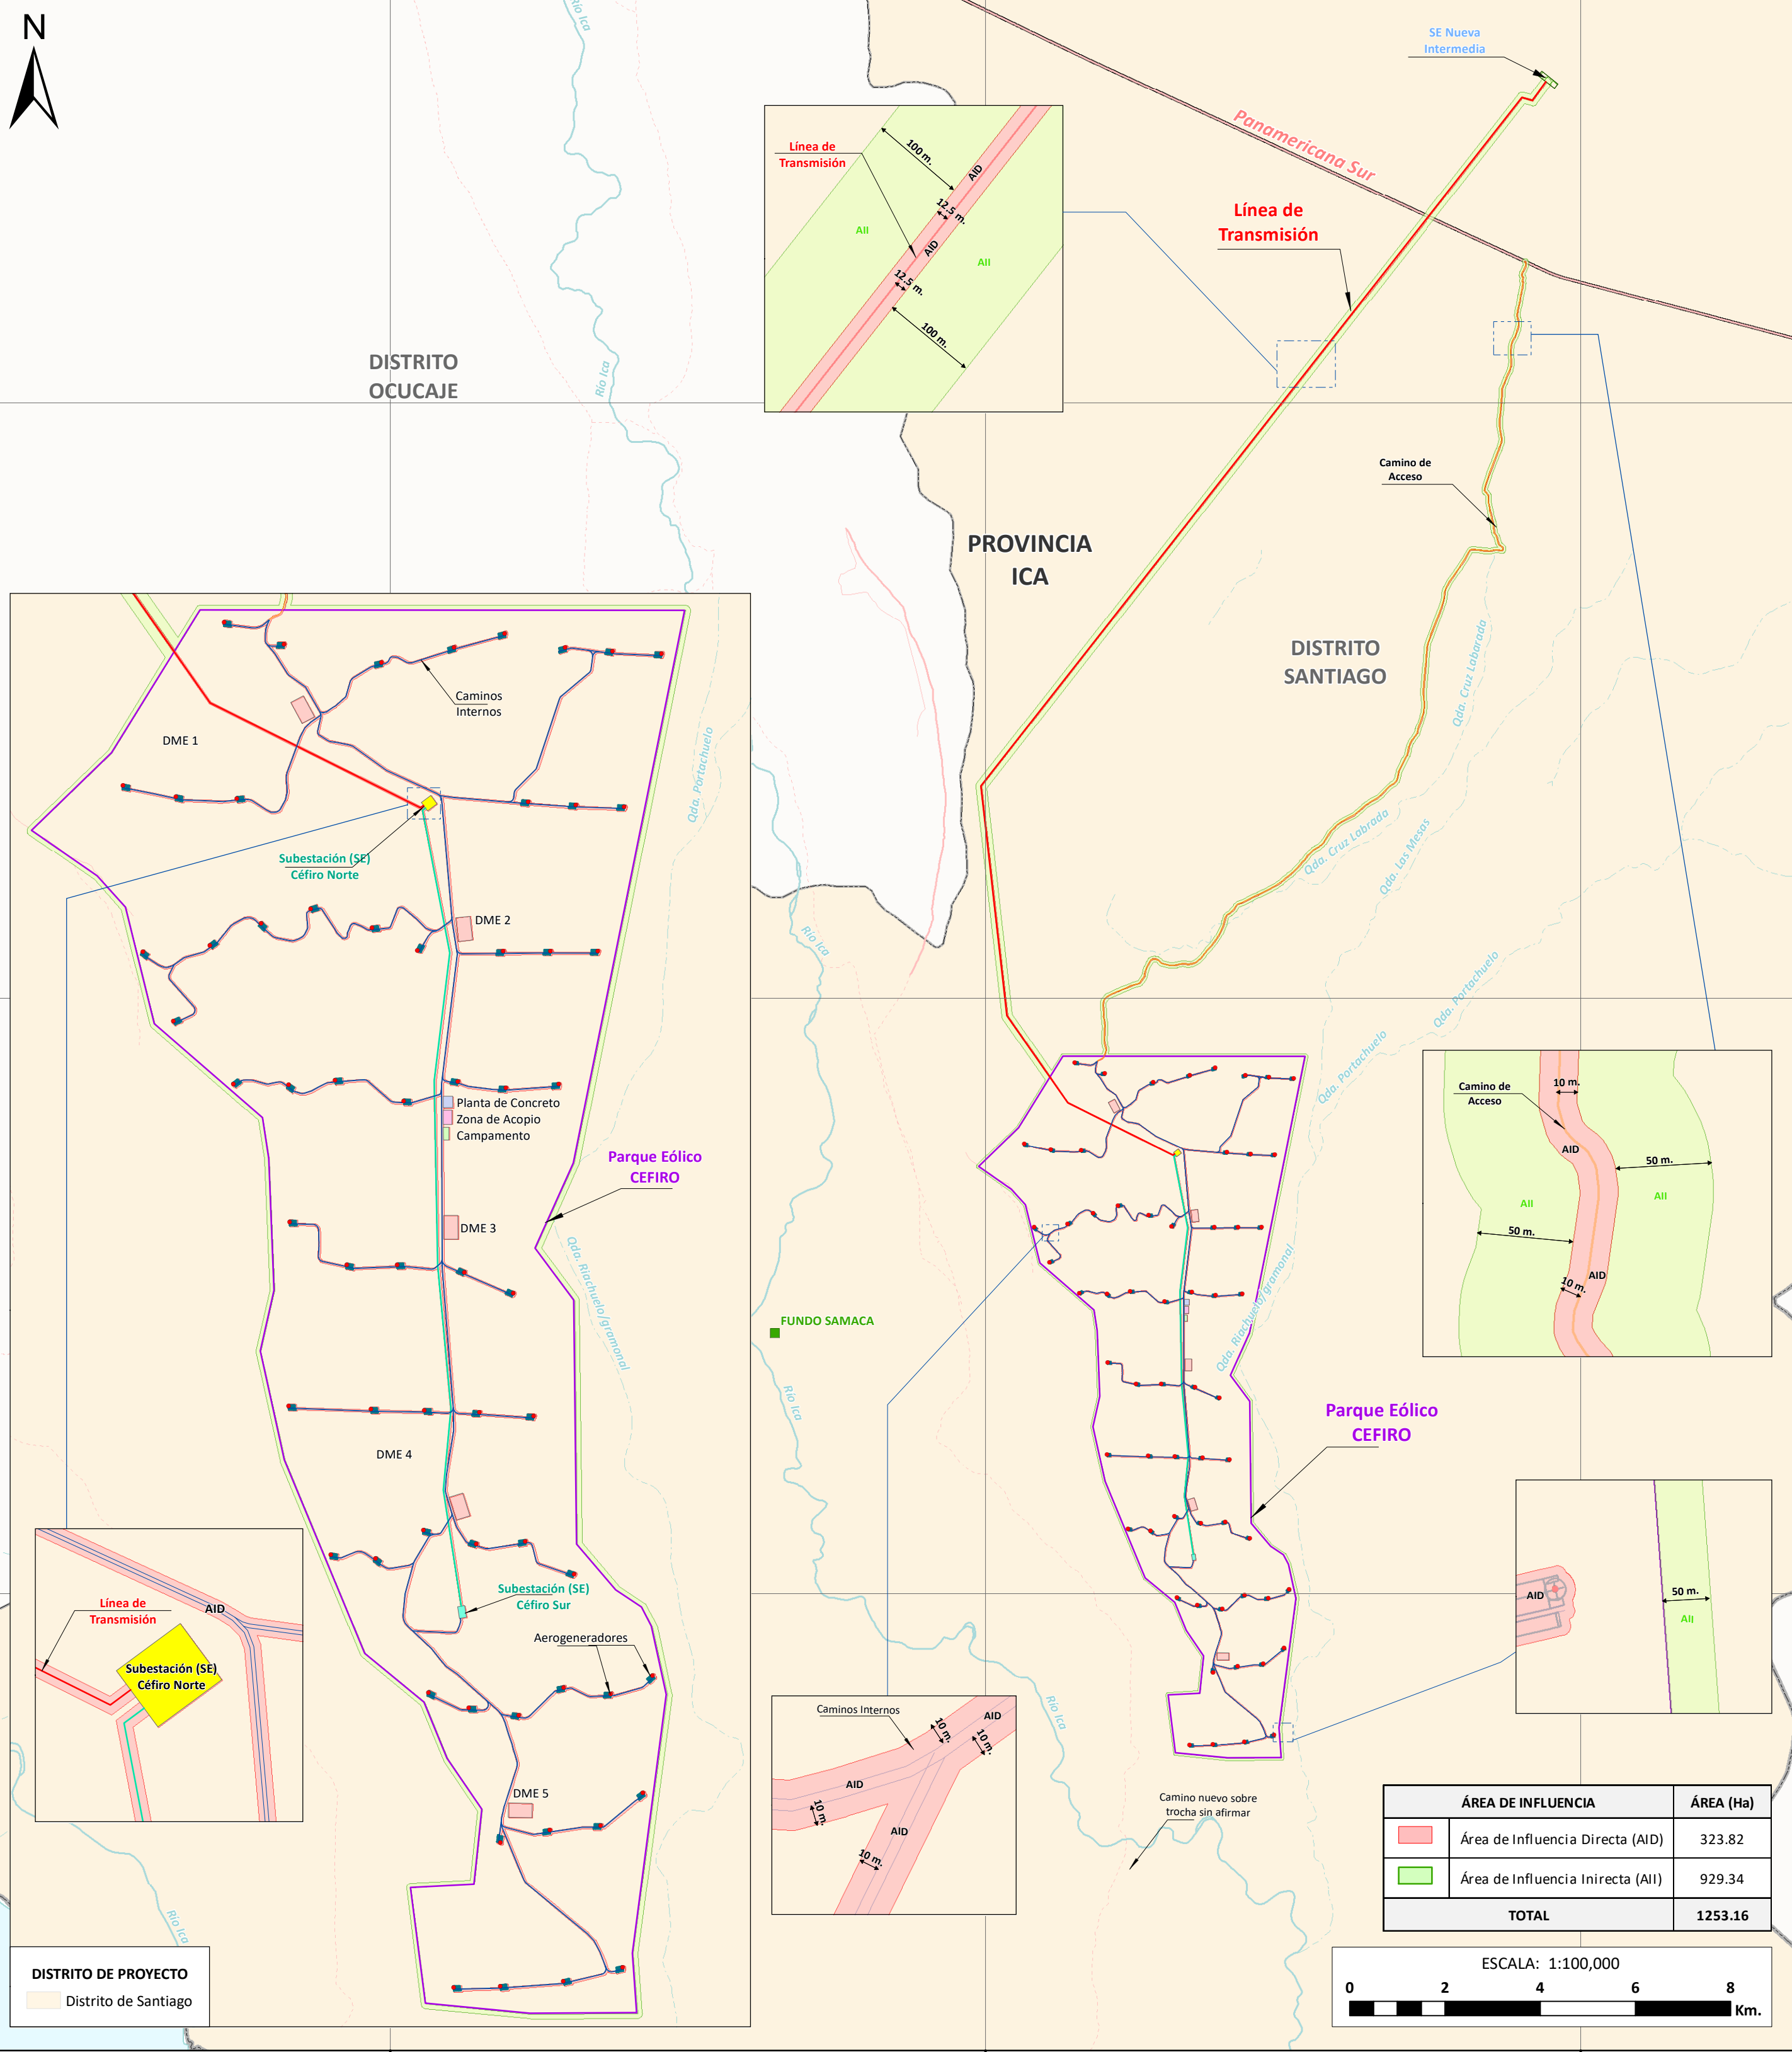 N
Río Ica
SE Nueva
Intermedia
Panamericana Sur
Línea de
Transmisión
100 m.
AID
12.5 m.
AII
AID
AII
12.5 m.
100 m.
Línea de
Transmisión
DISTRITO
OCUCAJE
Río Ica
Camino de
Acceso
PROVINCIA
ICA
DISTRITO
SANTIAGO
Qda. Cruz Labarada
Qda. Cruz Labrada
Qda. Las Mesas
Qda. Portachuelo
Qda. Portachuelo
Río Ica
Caminos
Internos
DME 1
Qda. Portachuelo
Subestación (SE)
Céfiro Norte
DME 2
Planta de Concreto
Zona de Acopio
Campamento
Parque Eólico
CEFIRO
DME 3
Qda. Riachuelo/gramonal
DME 4
Subestación (SE)
Céfiro Sur
Aerogeneradores
DME 5
Línea de
Transmisión
AID
Subestación (SE)
Céfiro Norte
Río Ica
DISTRITO DE PROYECTO
Distrito de Santiago
FUNDO SAMACA
Río Ica
Qda. Riachuelo/gramonal
Parque Eólico
CEFIRO
Camino de
Acceso
10 m.
AID
50 m.
AII
AII
50 m.
AID
10 m.
AID
50 m.
AII
Río Ica
Caminos Internos
10 m.
AID
10 m.
AID
10 m.
AID
10 m.
Camino nuevo sobre
trocha sin afirmar
ÁREA DE INFLUENCIA ÁREA (Ha)
Área de Influencia Directa (AID) 323.82
Área de Influencia Inirecta (AII) 929.34
TOTAL 1253.16
ESCALA: 1:100,000
0 2 4 6 8
Km.